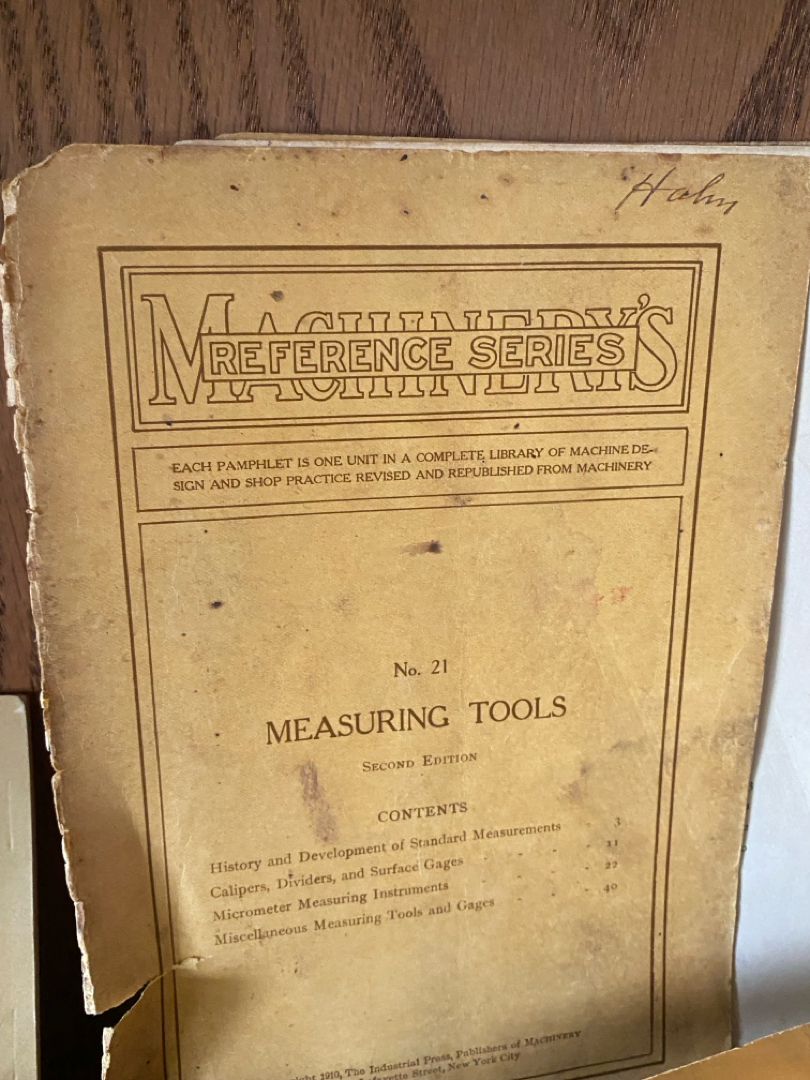 Hahn
MACHINERY'S
REFERENCE SERIES
EACH PAMPHLET IS ONE UNIT IN A COMPLETE LIBRARY OF MACHINE DE-
SIGN AND SHOP PRACTICE REVISED AND REPUBLISHED FROM MACHINERY
No. 21
MEASURING TOOLS
SECOND EDITION
CONTENTS
History and Development of Standard Measurements - 3
Calipers, Dividers, and Surface Gages - - - - 11
Micrometer Measuring Instruments - - - - 22
Miscellaneous Measuring Tools and Gages - - - 40
1910, The Industrial Press, Publishers of MACHINERY
Lafayette Street, New York City